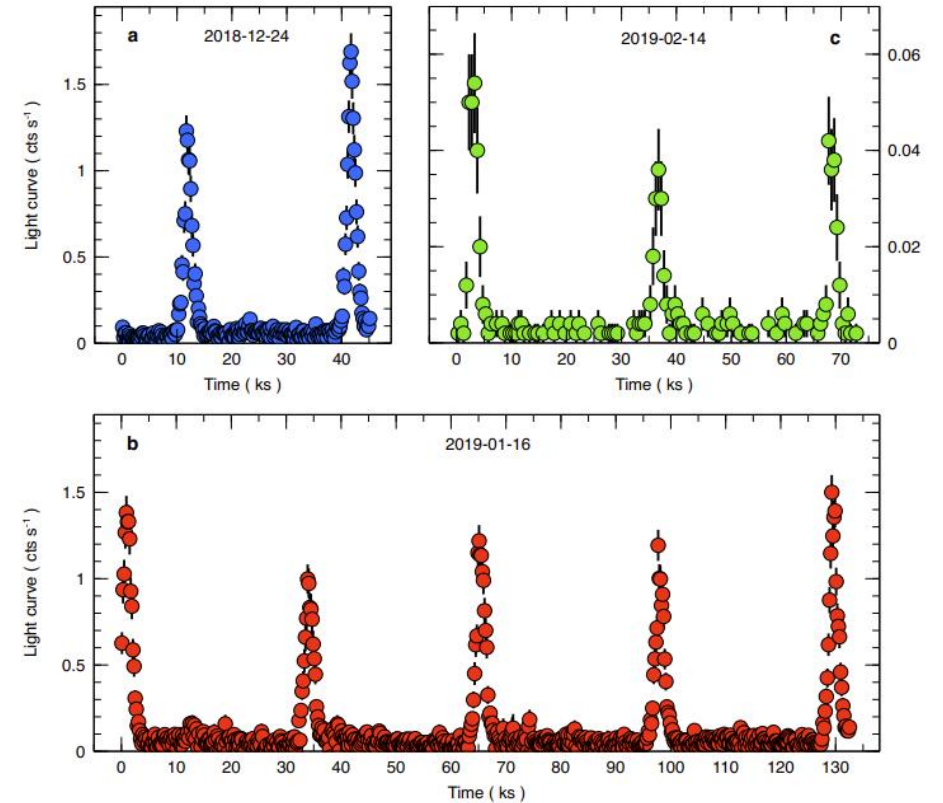 a
2018-12-24
Light curve ( cts s⁻¹ )
1.5
1
0.5
0
0 10 20 30 40
Time ( ks )
2019-02-14
c
0.06
0.04
0.02
0
0 10 20 30 40 50 60 70
Time ( ks )
b
2019-01-16
Light curve ( cts s⁻¹ )
1.5
1
0.5
0
0 10 20 30 40 50 60 70 80 90 100 110 120 130
Time ( ks )